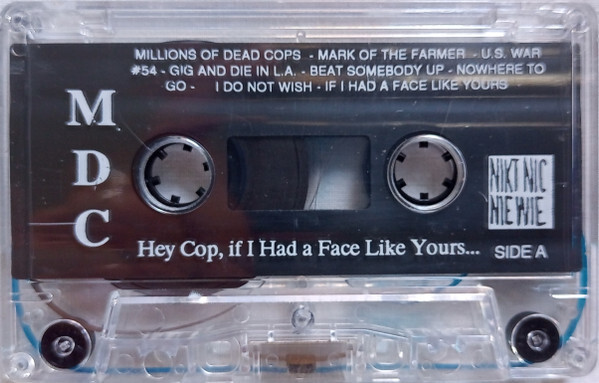 MILLIONS OF DEAD COPS - MARK OF THE FARMER - U.S. WAR
#54 - GIG AND DIE IN L.A. - BEAT SOMEBODY UP - NOWHERE TO
GO - I DO NOT WISH - IF I HAD A FACE LIKE YOURS
M
D
C
NIKT NIC
NIE WIE
Hey Cop, if I Had a Face Like Yours...
SIDE A